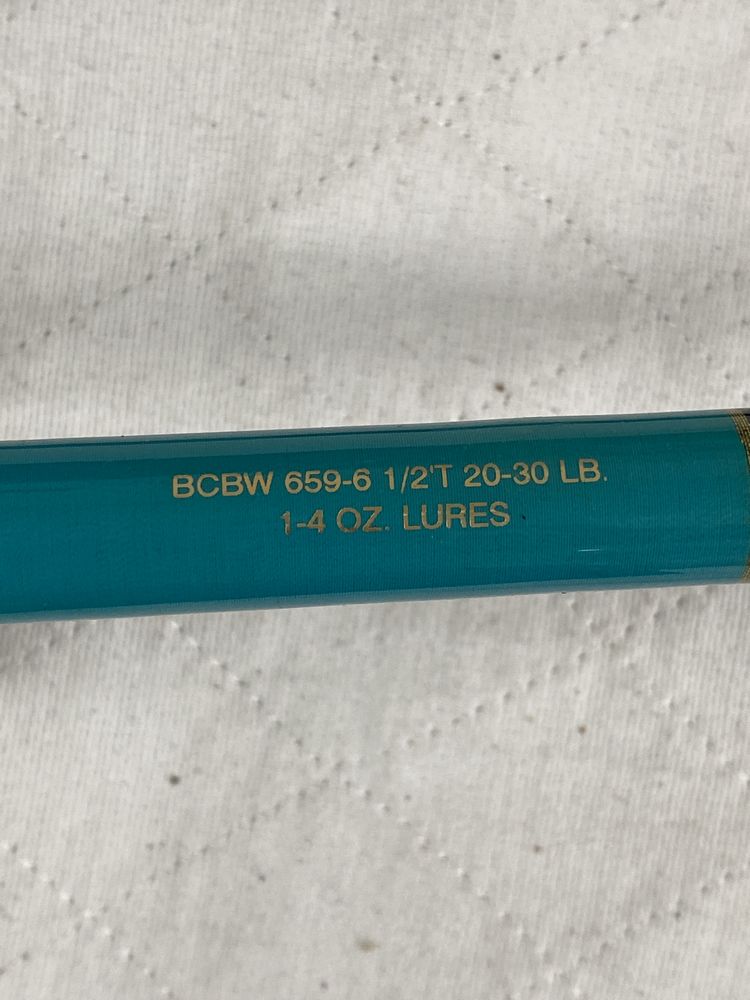 BCBW 659-6 1/2'T 20-30 LB.
1-4 OZ. LURES